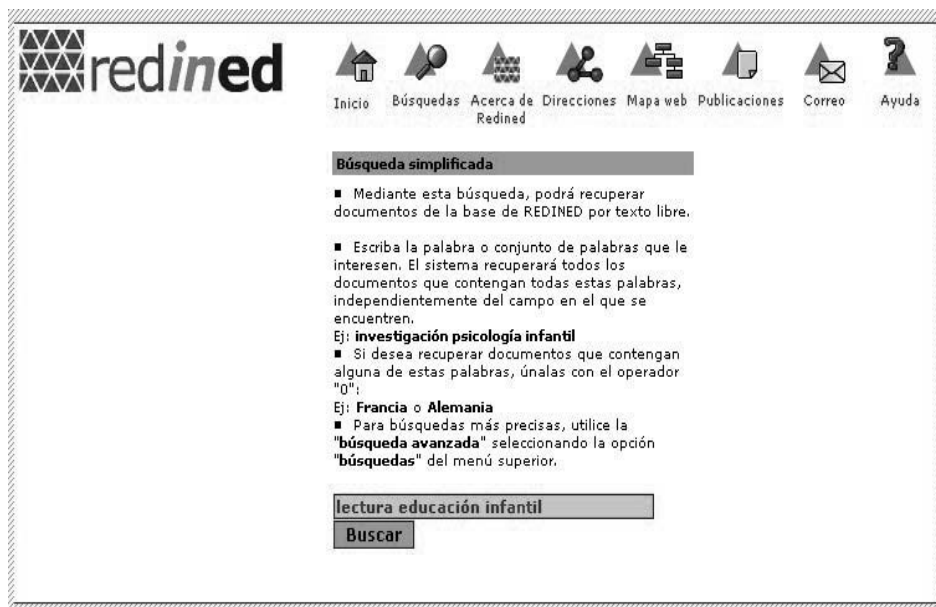 redined
Inicio Búsquedas Acerca de Redined Direcciones Mapa web Publicaciones Correo Ayuda
Búsqueda simplificada
■ Mediante esta búsqueda, podrá recuperar
documentos de la base de REDINED por texto libre.
■ Escriba la palabra o conjunto de palabras que le
interesen. El sistema recuperará todos los
documentos que contengan todas estas palabras,
independientemente del campo en el que se
encuentren.
Ej: investigación psicología infantil
■ Si desea recuperar documentos que contengan
alguna de estas palabras, únalas con el operador
"O":
Ej: Francia o Alemania
■ Para búsquedas más precisas, utilice la
"búsqueda avanzada" seleccionando la opción
"búsquedas" del menú superior.
lectura educación infantil
Buscar